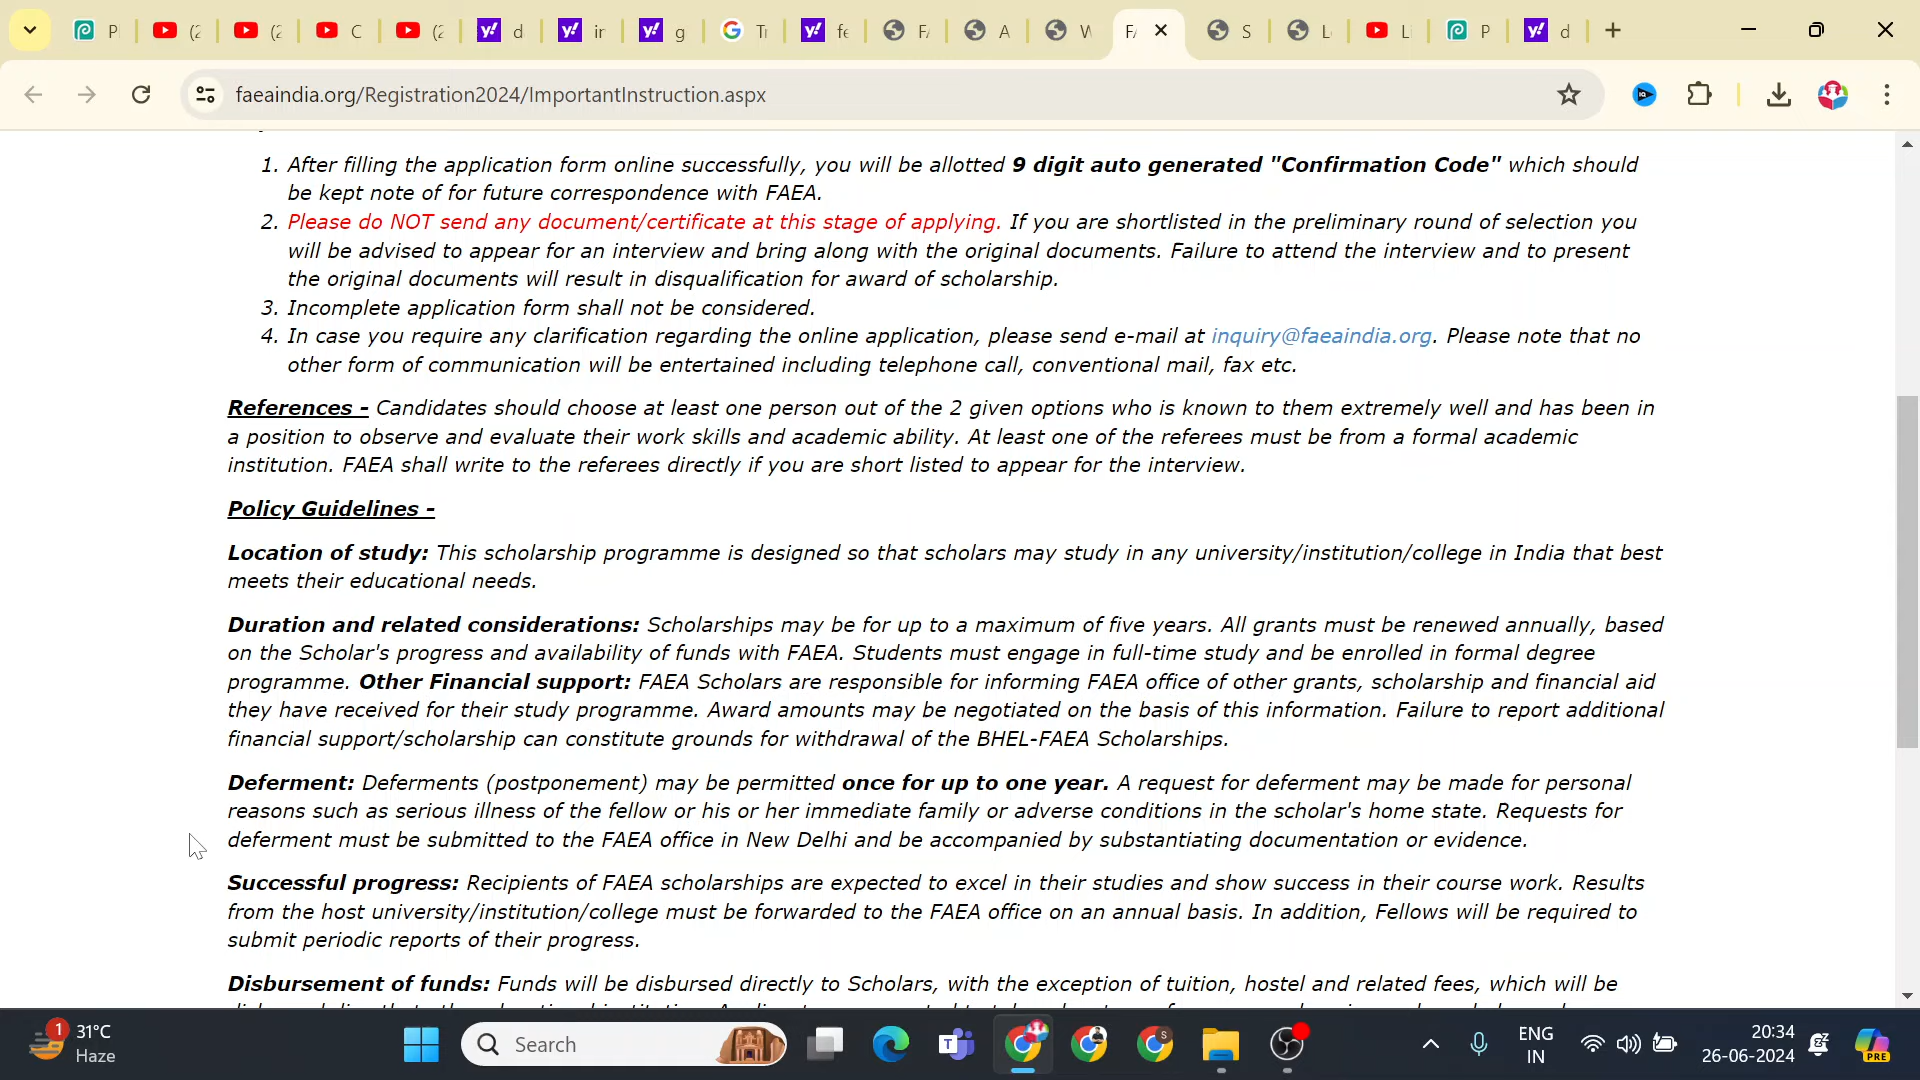 P
(2
(2
C
(2
d
in
g
Tr
fe
FA
A
W
FA
S
L
P
d
faeaindia.org/Registration2024/ImportantInstruction.aspx
1. After filling the application form online successfully, you will be allotted 9 digit auto generated "Confirmation Code" which should
be kept note of for future correspondence with FAEA.
2. Please do NOT send any document/certificate at this stage of applying. If you are shortlisted in the preliminary round of selection you
will be advised to appear for an interview and bring along with the original documents. Failure to attend the interview and to present
the original documents will result in disqualification for award of scholarship.
3. Incomplete application form shall not be considered.
4. In case you require any clarification regarding the online application, please send e-mail at inquiry@faeaindia.org. Please note that no
other form of communication will be entertained including telephone call, conventional mail, fax etc.
References - Candidates should choose at least one person out of the 2 given options who is known to them extremely well and has been in
a position to observe and evaluate their work skills and academic ability. At least one of the referees must be from a formal academic
institution. FAEA shall write to the referees directly if you are short listed to appear for the interview.
Policy Guidelines -
Location of study: This scholarship programme is designed so that scholars may study in any university/institution/college in India that best
meets their educational needs.
Duration and related considerations: Scholarships may be for up to a maximum of five years. All grants must be renewed annually, based
on the Scholar's progress and availability of funds with FAEA. Students must engage in full-time study and be enrolled in formal degree
programme. Other Financial support: FAEA Scholars are responsible for informing FAEA office of other grants, scholarship and financial aid
they have received for their study programme. Award amounts may be negotiated on the basis of this information. Failure to report additional
financial support/scholarship can constitute grounds for withdrawal of the BHEL-FAEA Scholarships.
Deferment: Deferments (postponement) may be permitted once for up to one year. A request for deferment may be made for personal
reasons such as serious illness of the fellow or his or her immediate family or adverse conditions in the scholar's home state. Requests for
deferment must be submitted to the FAEA office in New Delhi and be accompanied by substantiating documentation or evidence.
Successful progress: Recipients of FAEA scholarships are expected to excel in their studies and show success in their course work. Results
from the host university/institution/college must be forwarded to the FAEA office on an annual basis. In addition, Fellows will be required to
submit periodic reports of their progress.
Disbursement of funds: Funds will be disbursed directly to Scholars, with the exception of tuition, hostel and related fees, which will be
1
31°C
Haze
Search
ENG
IN
20:34
26-06-2024
PRE